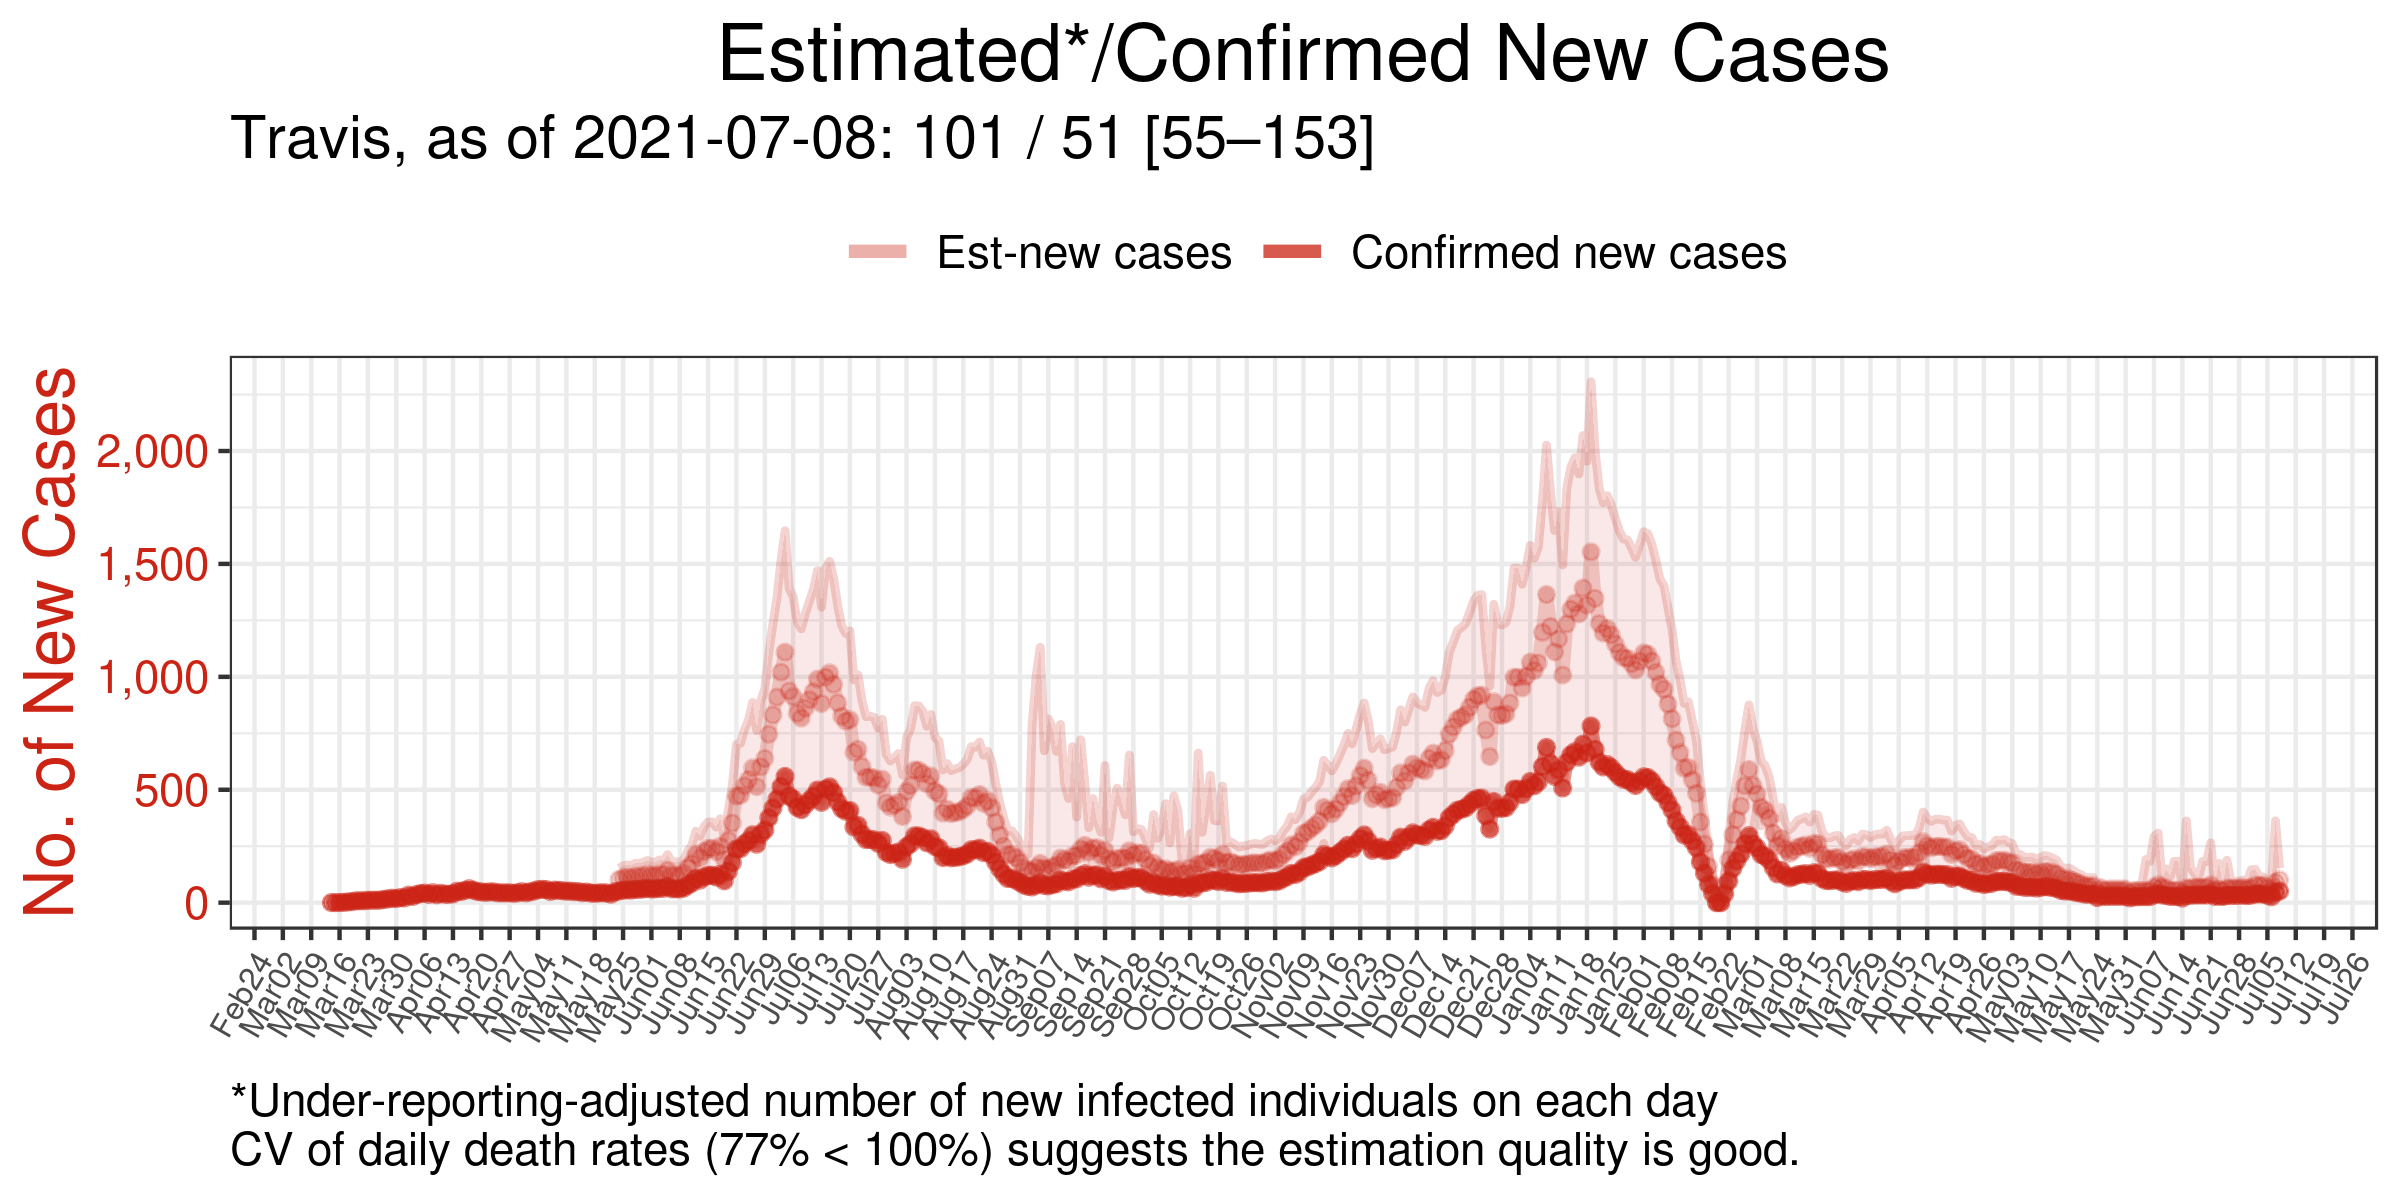 Estimated*/Confirmed New Cases
Travis, as of 2021-07-08: 101 / 51 [55–153]
Est-new cases Confirmed new cases
No. of New Cases
2,000
1,500
1,000
500
0
Feb24 Mar02 Mar09 Mar16 Mar23 Mar30 Apr06 Apr13 Apr20 Apr27 May04 May11 May18 May25 Jun01 Jun08 Jun15 Jun22 Jun29 Jul06 Jul13 Jul20 Jul27 Aug03 Aug10 Aug17 Aug24 Aug31 Sep07 Sep14 Sep21 Sep28 Oct05 Oct12 Oct19 Oct26 Nov02 Nov09 Nov16 Nov23 Nov30 Dec07 Dec14 Dec21 Dec28 Jan04 Jan11 Jan18 Jan25 Feb01 Feb08 Feb15 Feb22 Mar01 Mar08 Mar15 Mar22 Mar29 Apr05 Apr12 Apr19 Apr26 May03 May10 May17 May24 May31 Jun07 Jun14 Jun21 Jun28 Jul05 Jul12 Jul19 Jul26
*Under-reporting-adjusted number of new infected individuals on each day
CV of daily death rates (77% < 100%) suggests the estimation quality is good.